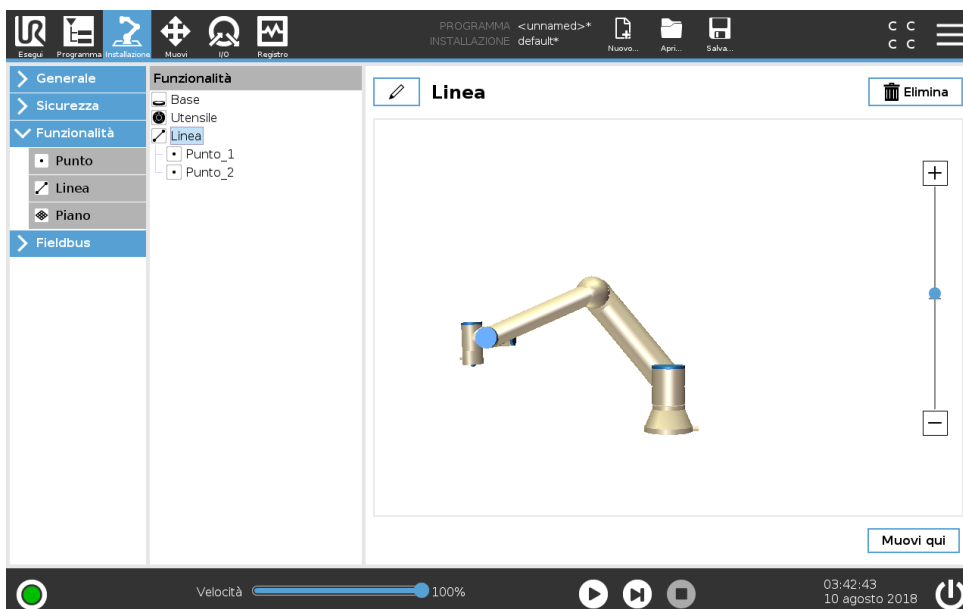 UR
PROGRAMMA <unnamed>*
INSTALLAZIONE default*
Esegui Programma Installazione Muovi I/O Registro
Nuovo... Apri... Salva...
C C
C C
Generale
Sicurezza
Funzionalità
Punto
Linea
Piano
Fieldbus
Funzionalità
Base
Utensile
Linea
Punto_1
Punto_2
Linea
Elimina
Muovi qui
Velocità 100%
03:42:43
10 agosto 2018